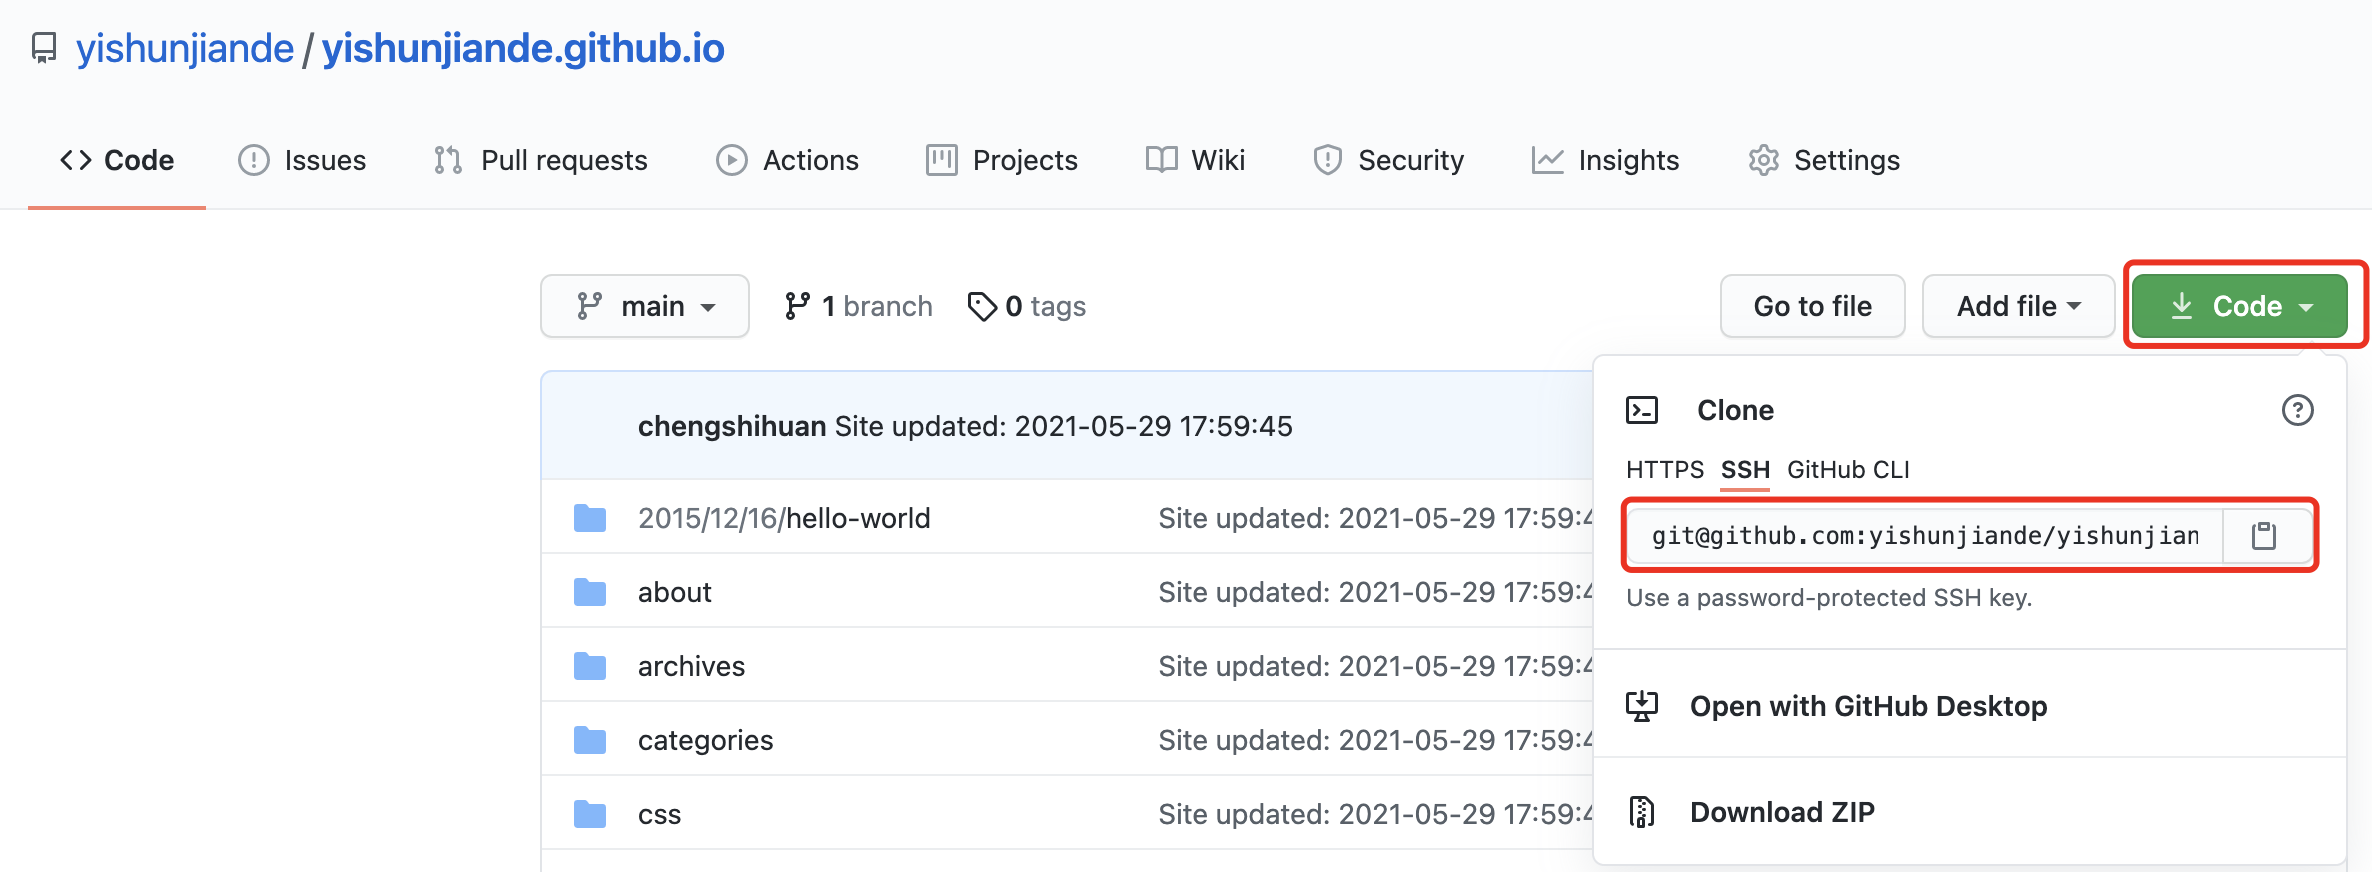 yishunjiande / yishunjiande.github.io
Code Issues Pull requests Actions Projects Wiki Security Insights Settings
main 1 branch 0 tags Go to file Add file Code
chengshihuan Site updated: 2021-05-29 17:59:45
2015/12/16/hello-world Site updated: 2021-05-29 17:59:4
about Site updated: 2021-05-29 17:59:4
archives Site updated: 2021-05-29 17:59:4
categories Site updated: 2021-05-29 17:59:4
css Site updated: 2021-05-29 17:59:4
Clone
HTTPS SSH GitHub CLI
git@github.com:yishunjiande/yishunjian
Use a password-protected SSH key.
Open with GitHub Desktop
Download ZIP